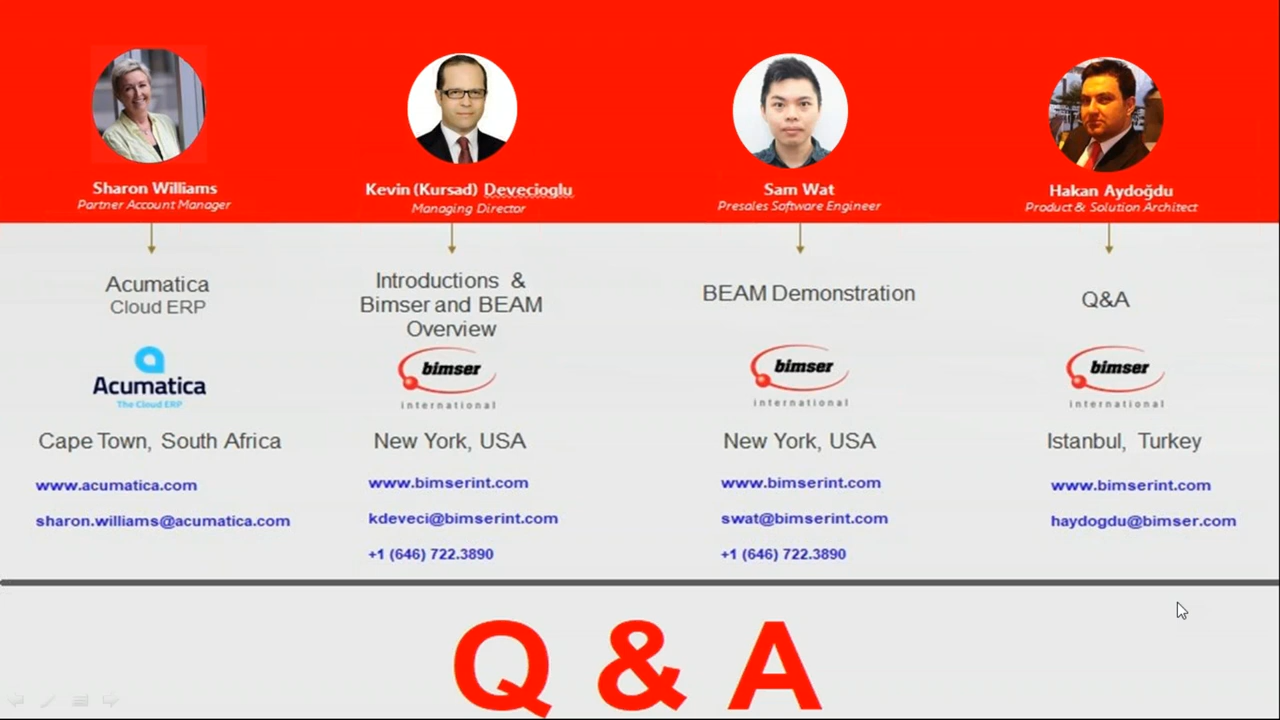 Sharon Williams
Partner Account Manager
Kevin (Kursad) Devecioglu
Managing Director
Sam Wat
Presales Software Engineer
Hakan Aydoğdu
Product & Solution Architect
Acumatica
Cloud ERP
Introductions &
Bimser and BEAM
Overview
BEAM Demonstration
Q&A
Acumatica
The Cloud ERP
bimser
international
bimser
international
bimser
international
Cape Town, South Africa
New York, USA
New York, USA
Istanbul, Turkey
www.acumatica.com
sharon.williams@acumatica.com
www.bimserint.com
kdeveci@bimserint.com
+1 (646) 722.3890
www.bimserint.com
swat@bimserint.com
+1 (646) 722.3890
www.bimserint.com
haydogdu@bimser.com
Q & A